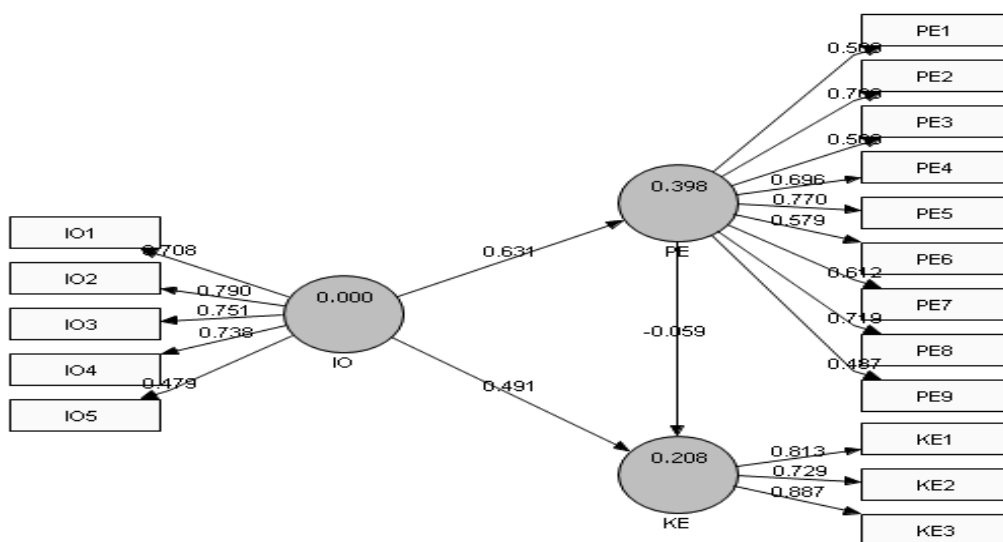 PE1
PE2
PE3
PE4
0.696
PE5
0.770
PE6
0.579
PE7
0.612
PE8
0.719
PE9
0.487
0.398
PE
0.631
-0.059
IO1
0.708
IO2
0.790
IO3
0.751
IO4
0.738
IO5
0.479
0.000
IO
0.491
0.208
KE
KE1
0.813
KE2
0.729
KE3
0.887